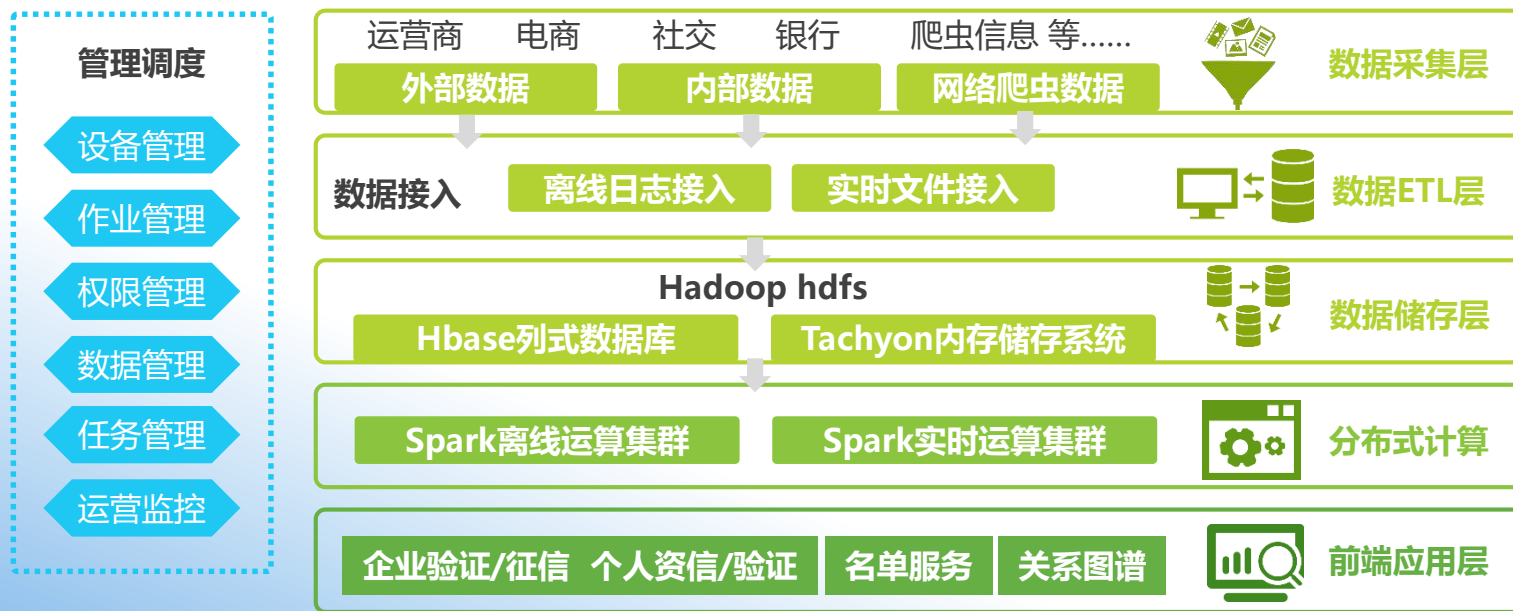 管理调度
设备管理
作业管理
权限管理
数据管理
任务管理
运营监控
运营商 电商 社交 银行 爬虫信息 等......
外部数据 内部数据 网络爬虫数据
数据采集层
数据接入 离线日志接入 实时文件接入
数据ETL层
Hadoop hdfs
Hbase列式数据库 Tachyon内存储存系统
数据储存层
Spark离线运算集群 Spark实时运算集群
分布式计算
企业验证/征信 个人资信/验证 名单服务 关系图谱
前端应用层